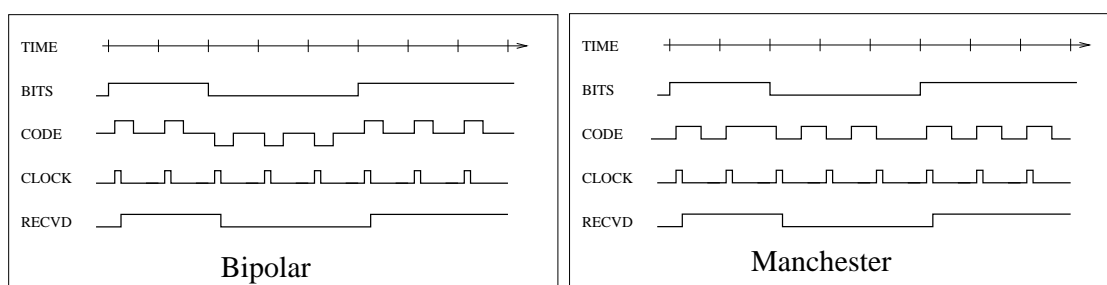 TIME
BITS
CODE
CLOCK
RECVD
Bipolar
TIME
BITS
CODE
CLOCK
RECVD
Manchester